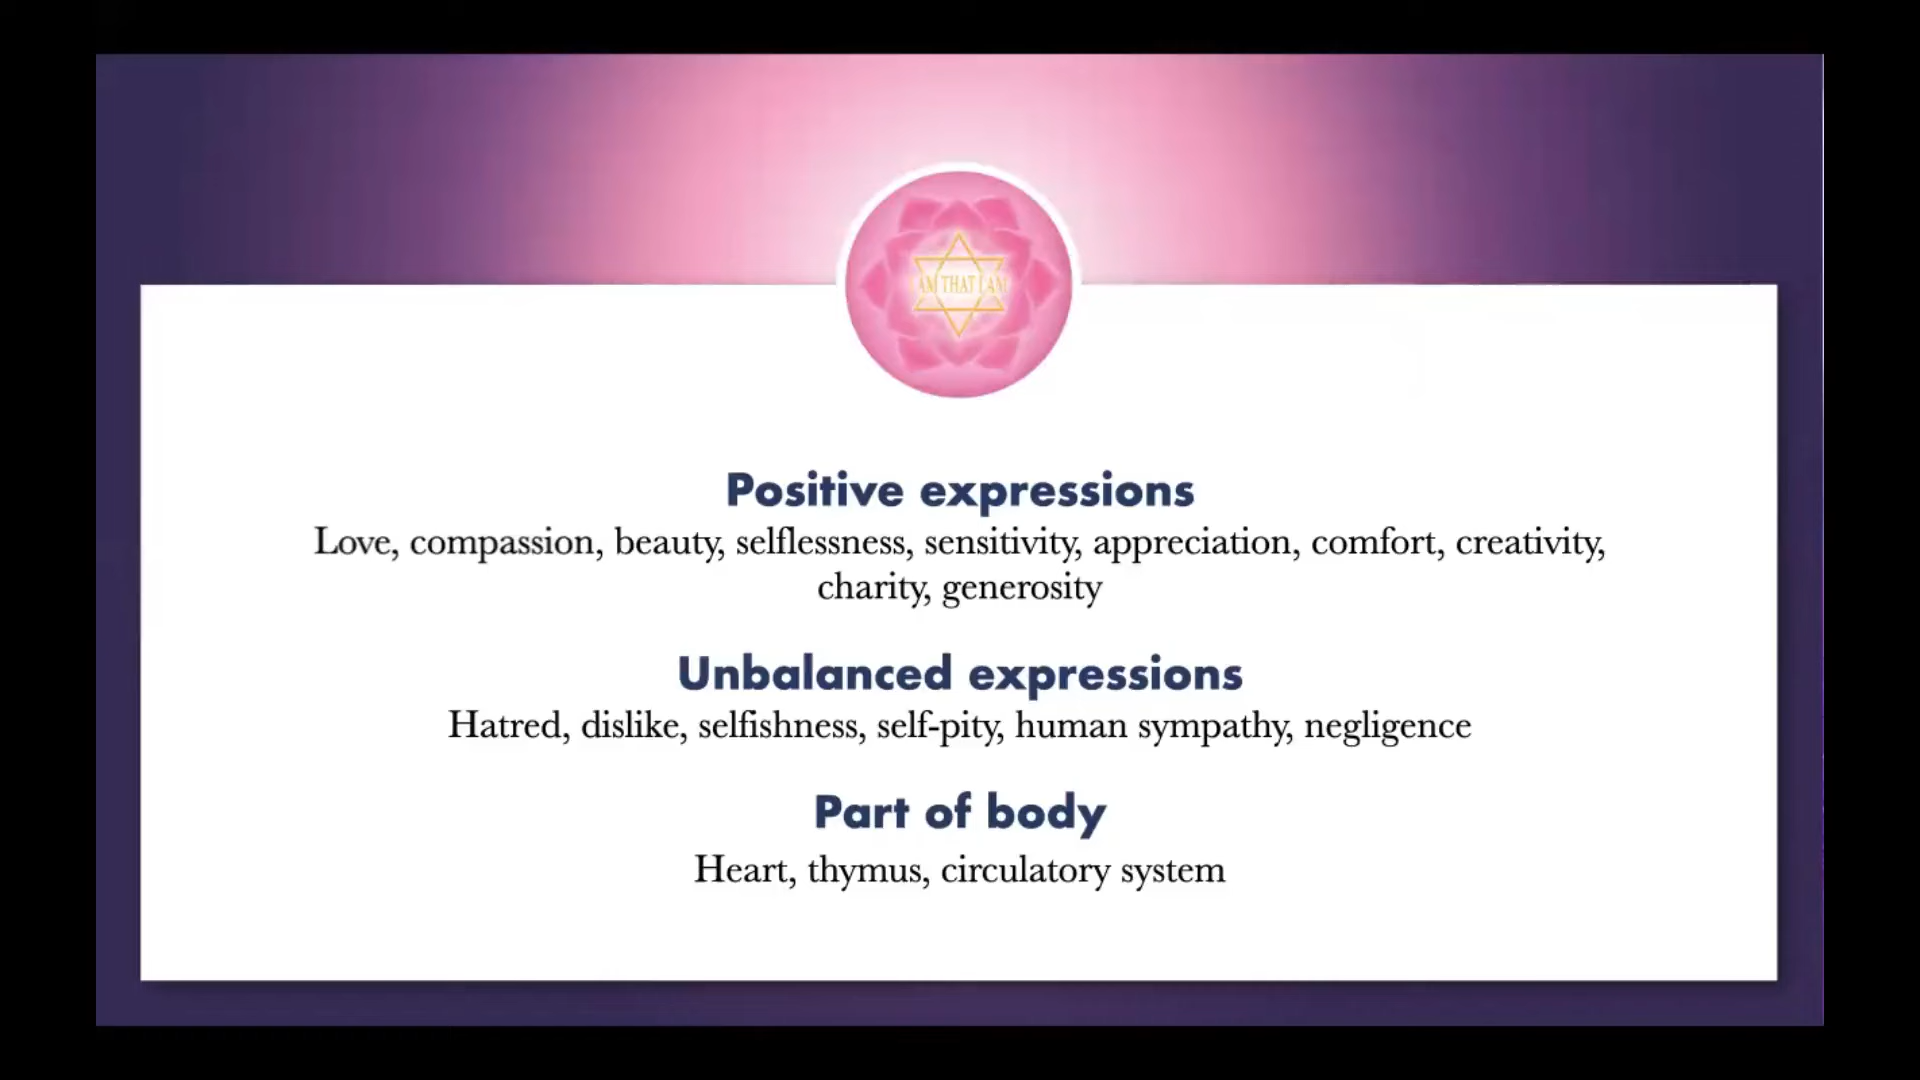 I AM THAT I AM
Positive expressions
Love, compassion, beauty, selflessness, sensitivity, appreciation, comfort, creativity,
charity, generosity
Unbalanced expressions
Hatred, dislike, selfishness, self-pity, human sympathy, negligence
Part of body
Heart, thymus, circulatory system